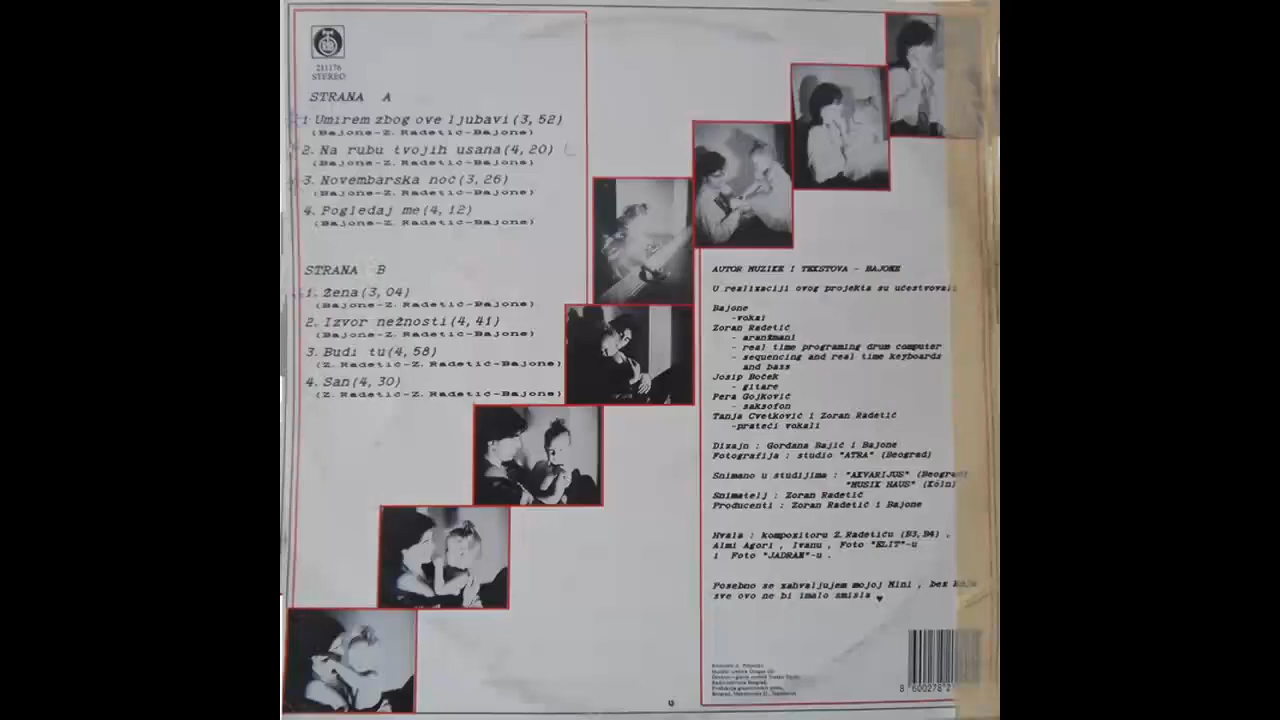 211176
STEREO
STRANA A
1 Umirem zbog ove ljubavi(3,52)
(Bajone-Z. Radetić-Bajone)
2. Na rubu tvojih usana(4,20)
(Bajone-Z. Radetić-Bajone)
3. Novembarska noć(3,26)
(Bajone-Z. Radetić-Bajone)
4. Pogledaj me(4,12)
(Bajone-Z. Radetić-Bajone)
STRANA B
1. Žena(3,04)
(Bajone-Z. Radetić-Bajone)
2. Izvor nežnosti(4,41)
(Bajone-Z. Radetić-Bajone)
3. Budi tu(4,58)
(Z. Radetić-Z. Radetić-Bajone)
4. San(4,30)
(Z. Radetić-Z. Radetić-Bajone)
AUTOR MUZIKE I TEKSTOVA - BAJONE
U realizaciji ovog projekta su učestvovali
Bajone
-vokal
Zoran Radetić
- aranžmani
- real time programing drum computer
- sequencing and real time keyboards
and bass
Josip Boček
- gitare
Pera Gojković
- saksofon
Tanja Cvetković i Zoran Radetić
-prateći vokali
Dizajn : Gordana Bajić i Bajone
Fotografija : studio "ATRA" (Beograd)
Snimano u studijima : "AKVARIJUS" (Beograd)
"MUSIK HAUS" (Köln)
Snimatelj : Zoran Radetić
Producenti : Zoran Radetić i Bajone
Hvala : kompozitoru Z. Radetiću (B3, B4) ,
Almi Agori , Ivanu , Foto "ELIT"-u
i Foto "JADRAN"-u .
Posebno se zahvaljujem mojoj Mini , bez koje
sve ovo ne bi imalo smisla ♥
8 600278 2